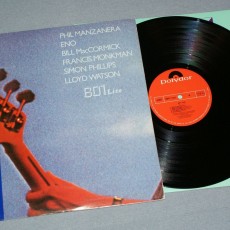 PHIL MANZANERA
ENO
BILL MacCORMICK
FRANCIS MONKMAN
SIMON PHILLIPS
LLOYD WATSON
801 Live
polydor